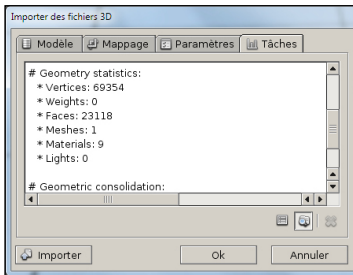 Importer des fichiers 3D
Modèle Mappage Paramètres Tâches
# Geometry statistics:
* Vertices: 69354
* Weights: 0
* Faces: 23118
* Meshes: 1
* Materials: 9
* Lights: 0
# Geometric consolidation:
Importer Ok Annuler